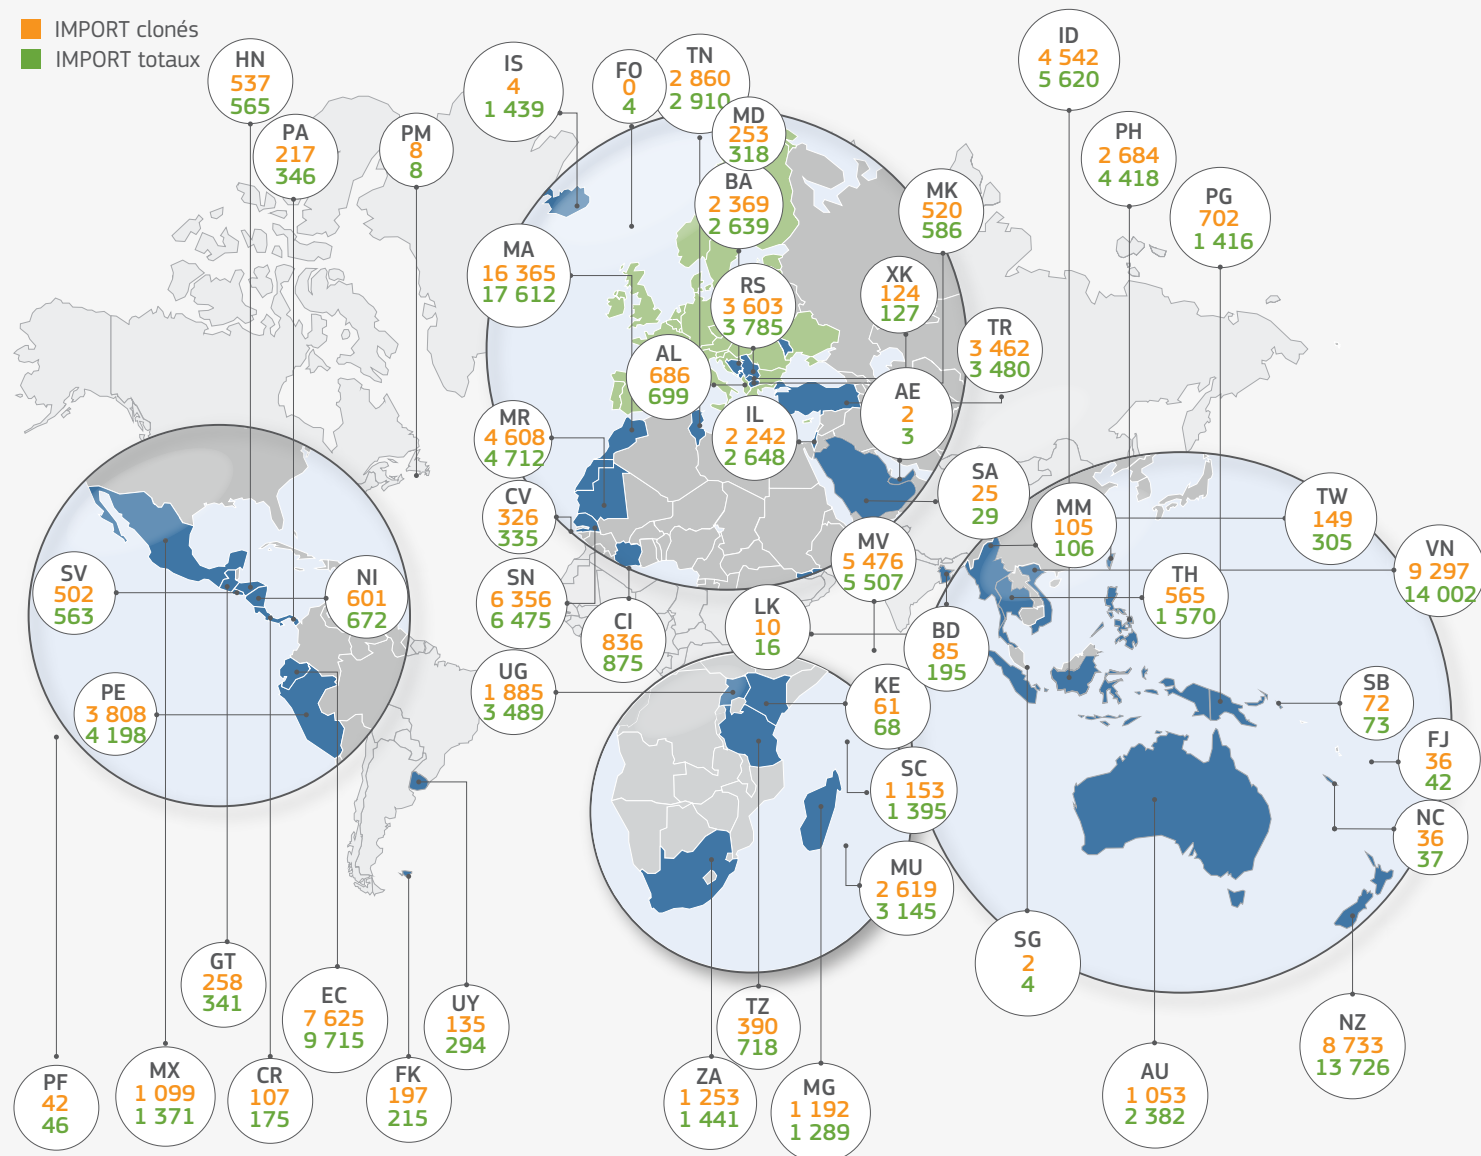 IMPORT clonés
IMPORT totaux
HN
537
565
PA
217
346
PM
8
8
IS
4
1 439
FO
0
4
TN
2 860
2 910
MD
253
318
BA
2 369
2 639
MK
520
586
ID
4 542
5 620
PH
2 684
4 418
PG
702
1 416
MA
16 365
17 612
RS
3 603
3 785
XK
124
127
TR
3 462
3 480
AL
686
699
AE
2
3
MR
4 608
4 712
IL
2 242
2 648
SA
25
29
CV
326
335
MM
105
106
TW
149
305
MV
5 476
5 507
VN
9 297
14 002
SV
502
563
NI
601
672
SN
6 356
6 475
CI
836
875
LK
10
16
BD
85
195
TH
565
1 570
UG
1 885
3 489
PE
3 808
4 198
KE
61
68
SB
72
73
FJ
36
42
SC
1 153
1 395
NC
36
37
MU
2 619
3 145
SG
2
4
GT
258
341
EC
7 625
9 715
UY
135
294
TZ
390
718
NZ
8 733
13 726
PF
42
46
MX
1 099
1 371
CR
107
175
FK
197
215
ZA
1 253
1 441
MG
1 192
1 289
AU
1 053
2 382